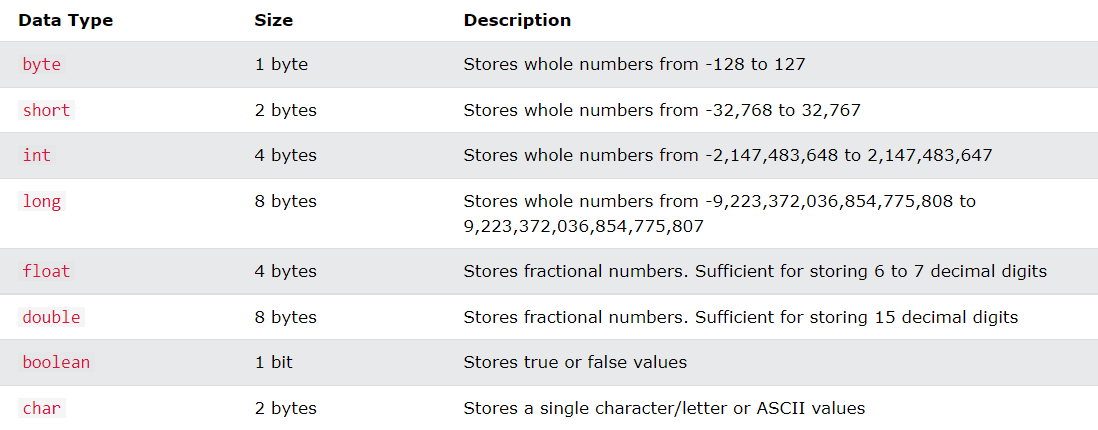 Data Type Size Description
byte 1 byte Stores whole numbers from -128 to 127
short 2 bytes Stores whole numbers from -32,768 to 32,767
int 4 bytes Stores whole numbers from -2,147,483,648 to 2,147,483,647
long 8 bytes Stores whole numbers from -9,223,372,036,854,775,808 to
9,223,372,036,854,775,807
float 4 bytes Stores fractional numbers. Sufficient for storing 6 to 7 decimal digits
double 8 bytes Stores fractional numbers. Sufficient for storing 15 decimal digits
boolean 1 bit Stores true or false values
char 2 bytes Stores a single character/letter or ASCII values